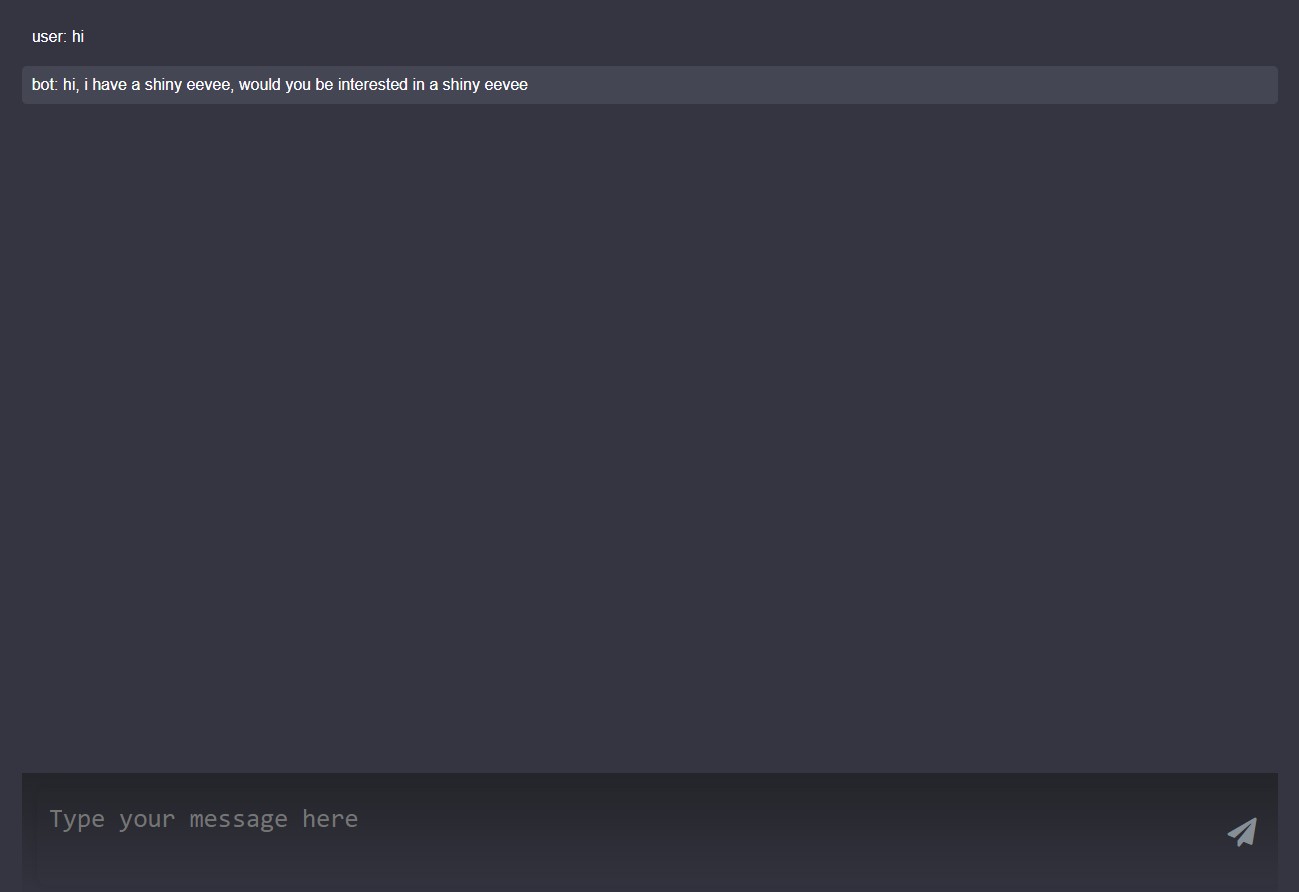 user: hi
bot: hi, i have a shiny eevee, would you be interested in a shiny eevee
Type your message here